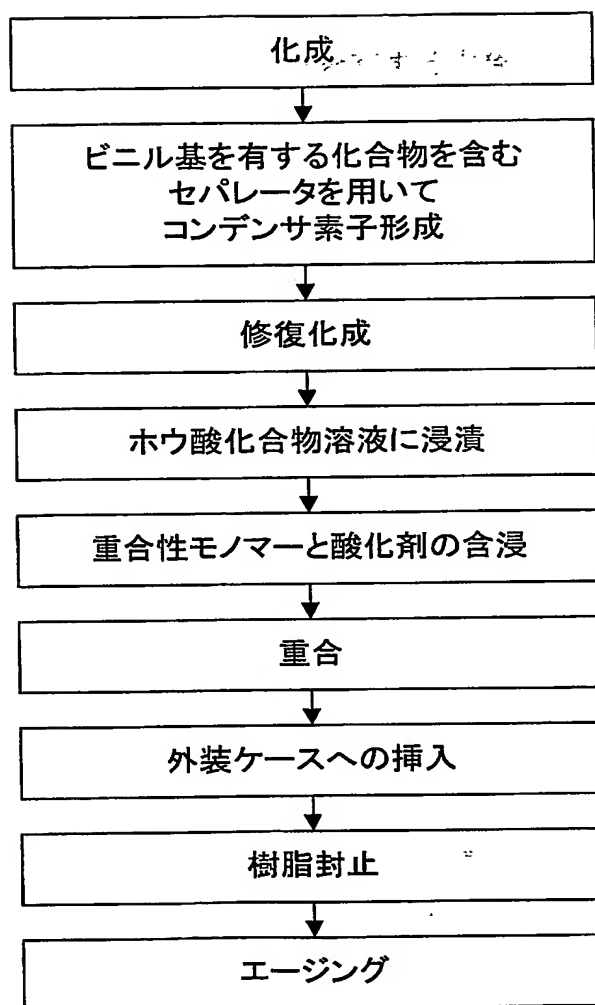 化成
ビニル基を有する化合物を含む
セパレータを用いて
コンデンサ素子形成
修復化成
ホウ酸化合物溶液に浸漬
重合性モノマーと酸化剤の含浸
重合
外装ケースへの挿入
樹脂封止
エージング